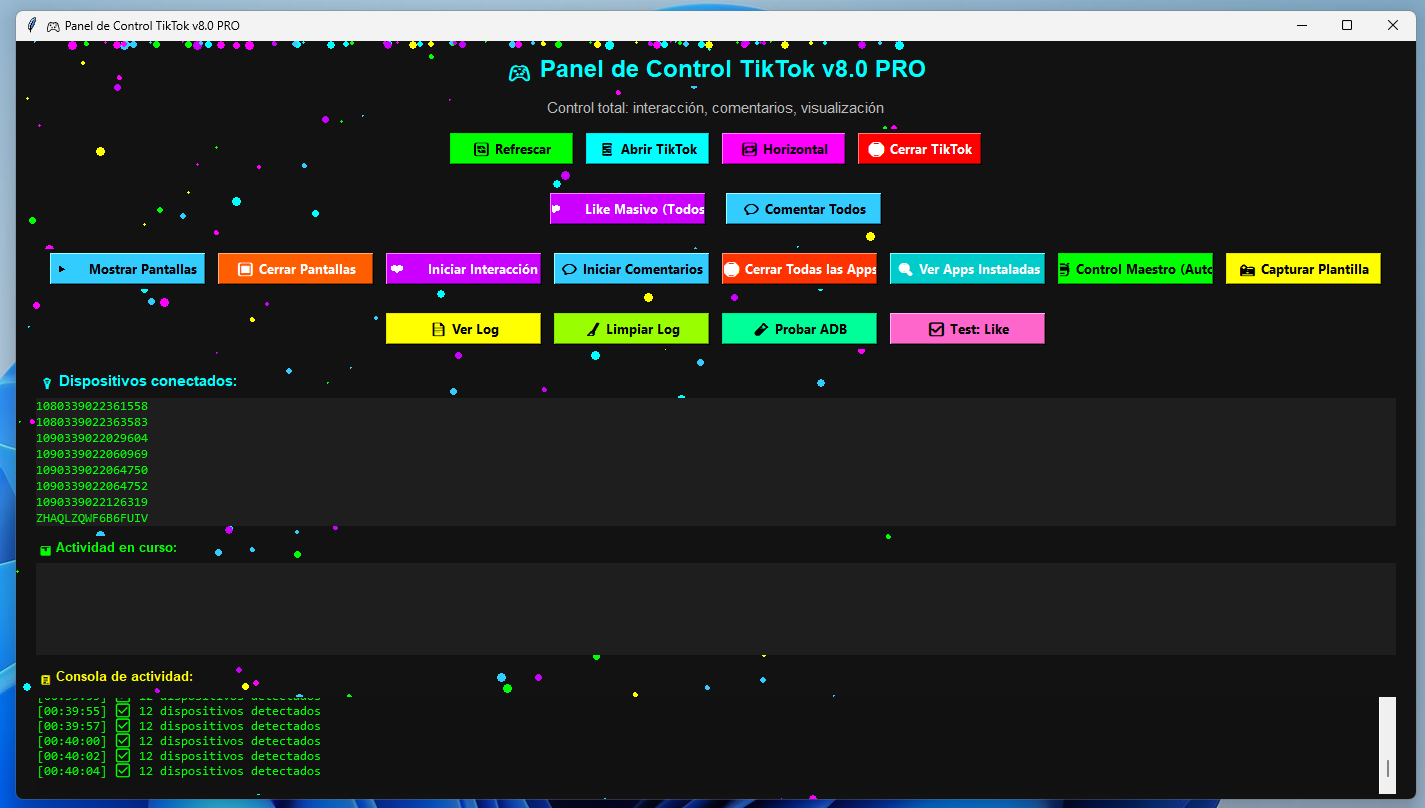 Panel de Control TikTok v8.0 PRO
Panel de Control TikTok v8.0 PRO
Control total: interacción, comentarios, visualización
Refrescar Abrir TikTok Horizontal Cerrar TikTok
Like Masivo (Todos Comentar Todos
Mostrar Pantallas Cerrar Pantallas Iniciar Interacción Iniciar Comentarios Cerrar Todas las Apps Ver Apps Instaladas Control Maestro (Auto Capturar Plantilla
Ver Log Limpiar Log Probar ADB Test: Like
Dispositivos conectados:
1080339022361558
1080339022363583
1090339022029604
1090339022060969
1090339022064750
1090339022064752
1090339022126319
ZHAQLZQWF6B6FUIV
Actividad en curso:
Consola de actividad:
[00:39:53] 12 dispositivos detectados
[00:39:55] 12 dispositivos detectados
[00:39:57] 12 dispositivos detectados
[00:40:00] 12 dispositivos detectados
[00:40:02] 12 dispositivos detectados
[00:40:04] 12 dispositivos detectados